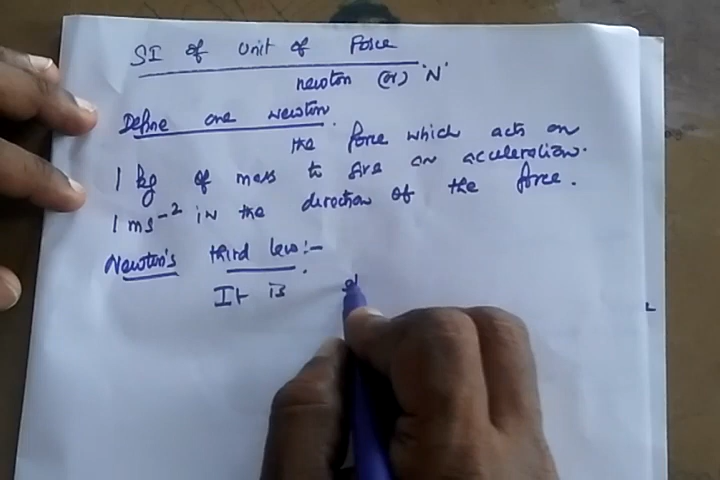 SI of Unit of Force
newton (or) 'N'
Define one Newton.
the force which acts on
1 kg of mass to give an acceleration.
1 ms⁻² in the direction of the force.
Newton's third law:-
It is